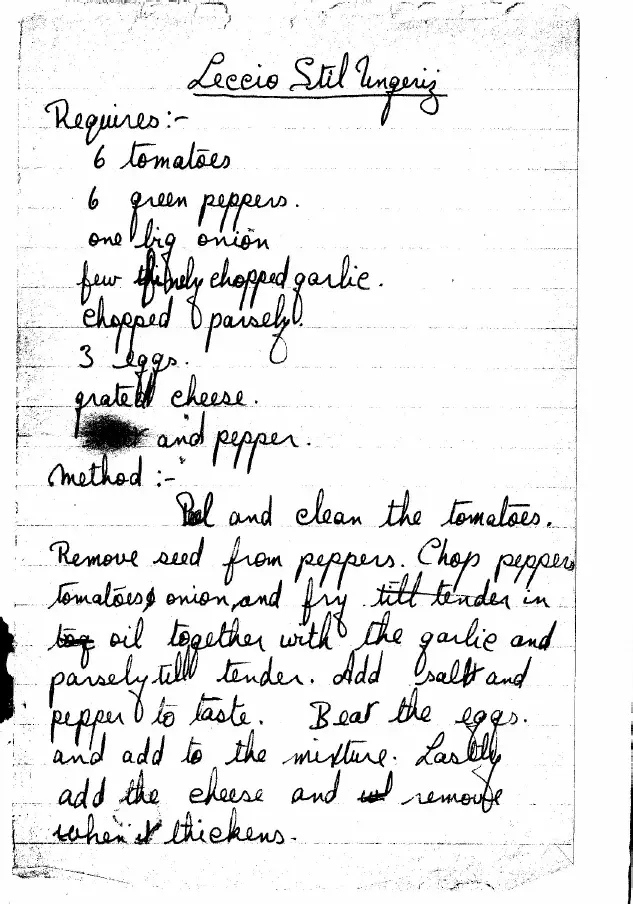 Leccio Stil Ungeriz
Requires :-
6 tomatoes
6 green peppers.
one big onion
few finely chopped garlic.
chopped parsely.
3 eggs.
grated cheese.
and pepper.
Method :-
Peel and clean the tomatoes.
Remove seed from peppers. Chop peppers
tomatoes onion, and fry till tender in
oil together with the garlic and
parsely till tender. Add salt and
pepper to taste. Beat the eggs.
and add to the mixture. Lastly
add the cheese and remove
when it thickens.